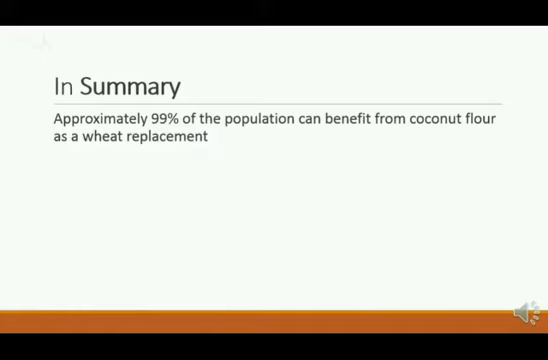 In Summary
Approximately 99% of the population can benefit from coconut flour
as a wheat replacement